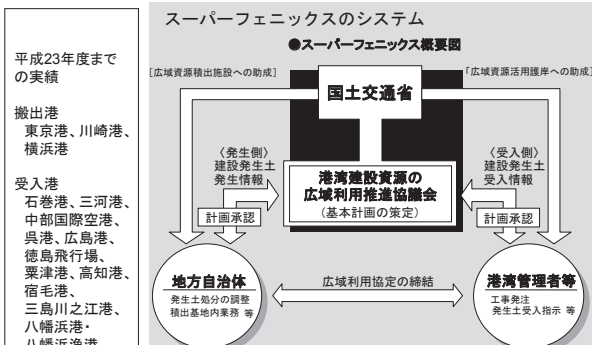 平成23年度まで
の実績
搬出港
東京港、川崎港、
横浜港
受入港
石巻港、三河港、
中部国際空港、
呉港、広島港、
徳島飛行場、
粟津港、高知港、
宿毛港、
三島川之江港、
八幡浜港・
八幡浜漁港
スーパーフェニックスのシステム
●スーパーフェニックス概要図
[広域資源積出施設への助成]
「広域資源活用護岸への助成]
国土交通省
〈発生側〉
建設発生土
発生情報
〈受入側〉
建設発生土
受入情報
港湾建設資源の
広域利用推進協議会
(基本計画の策定)
計画承認
計画承認
地方自治体
発生土処分の調整
積出基地内業務 等
広域利用協定の締結
港湾管理者等
工事発注
発生土受入指示 等